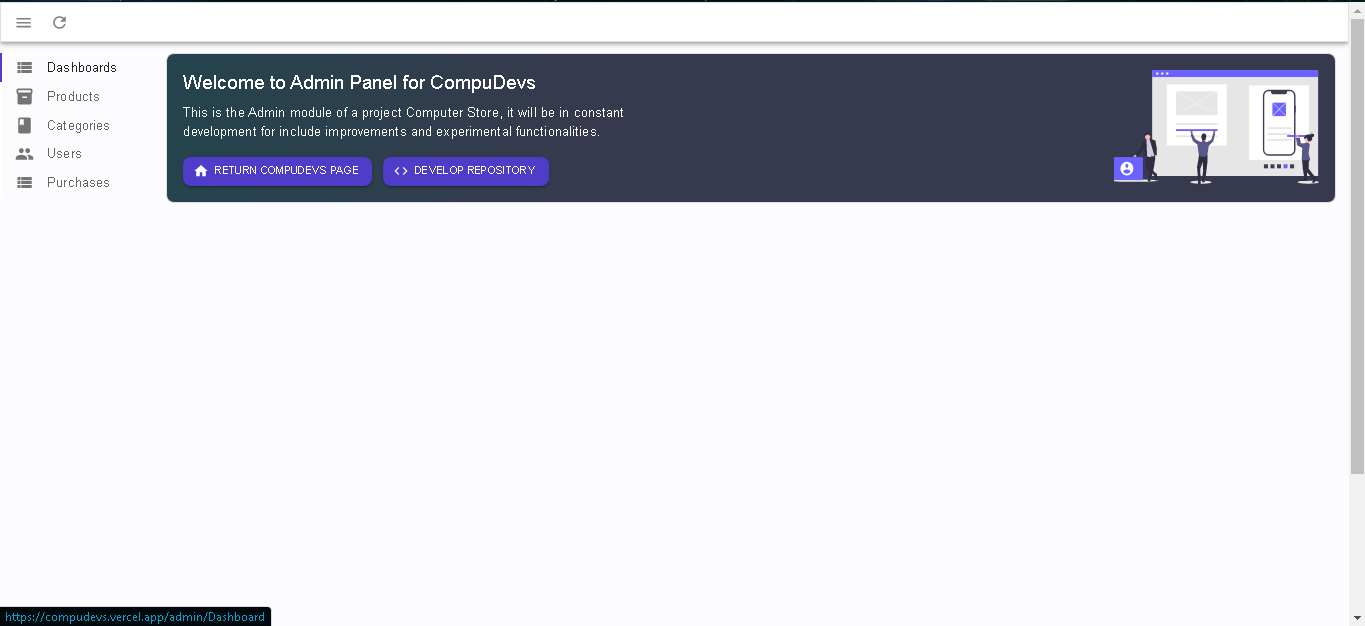 Dashboards
Products
Categories
Users
Purchases
Welcome to Admin Panel for CompuDevs
This is the Admin module of a project Computer Store, it will be in constant
development for include improvements and experimental functionalities.
RETURN COMPUDEVS PAGE
DEVELOP REPOSITORY
https://compudevs.vercel.app/admin/Dashboard